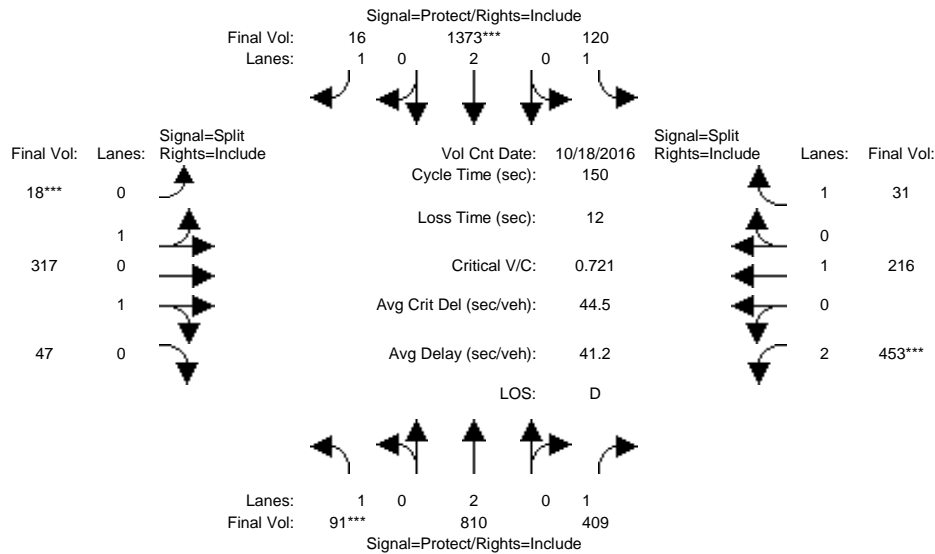 Signal=Protect/Rights=Include
Final Vol: 16 1373*** 120
Lanes: 1 0 2 0 1
Signal=Split Signal=Split
Final Vol: Lanes: Rights=Include Vol Cnt Date: 10/18/2016 Rights=Include Lanes: Final Vol:
Cycle Time (sec): 150
18*** 0 1 31
Loss Time (sec): 12
1 0
317 0 Critical V/C: 0.721 1 216
1 Avg Crit Del (sec/veh): 44.5 0
47 0 Avg Delay (sec/veh): 41.2 2 453***
LOS: D
Lanes: 1 0 2 0 1
Final Vol: 91*** 810 409
Signal=Protect/Rights=Include